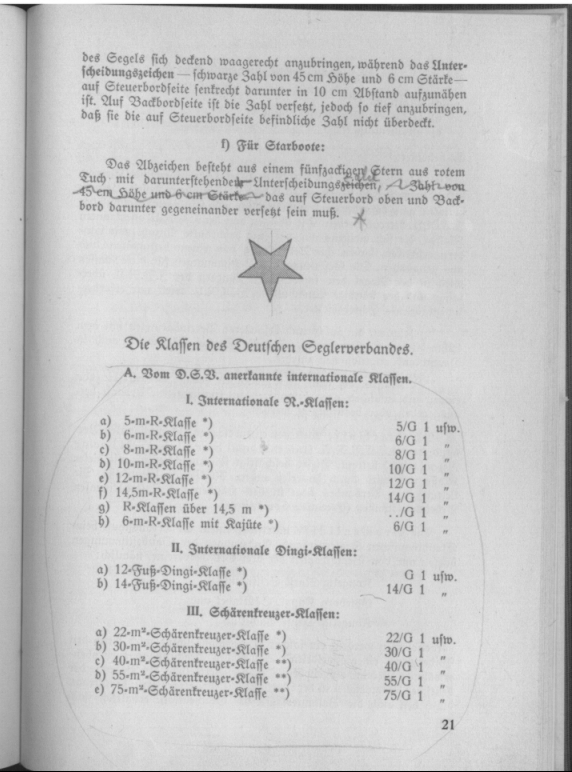 des Segels sich deckend waagerecht anzubringen, während das Unter-
scheidungszeichen — schwarze Zahl von 45 cm Höhe und 6 cm Stärke —
auf Steuerbordseite senkrecht darunter in 10 cm Abstand aufzunähen
ist. Auf Backbordseite ist die Zahl versetzt, jedoch so tief anzubringen,
daß sie die auf Steuerbordseite befindliche Zahl nicht überdeckt.
f) Für Starboote:
Das Abzeichen besteht aus einem fünfzackigen Stern aus rotem
Tuch mit darunterstehendem Unterscheidungszeichen, Zahl von
45 cm Höhe und 6 cm Stärke das auf Steuerbord oben und Back-
bord darunter gegeneinander versetzt sein muß.
Die Klassen des Deutschen Seglerverbandes.
A. Vom D.S.V. anerkannte internationale Klassen.
I. Internationale R.-Klassen:
a) 5-m-R-Klasse *) 5/G 1 usw.
b) 6-m-R-Klasse *) 6/G 1 „
c) 8-m-R-Klasse *) 8/G 1 „
d) 10-m-R-Klasse *) 10/G 1 „
e) 12-m-R-Klasse *) 12/G 1 „
f) 14,5m-R-Klasse *) 14/G 1 „
g) R-Klassen über 14,5 m *) ../G 1 „
h) 6-m-R-Klasse mit Kajüte *) 6/G 1 „
II. Internationale Dingi-Klassen:
a) 12-Fuß-Dingi-Klasse *) G 1 usw.
b) 14-Fuß-Dingi-Klasse *) 14/G 1 „
III. Schärenkreuzer-Klassen:
a) 22-m²-Schärenkreuzer-Klasse *) 22/G 1 usw.
b) 30-m²-Schärenkreuzer-Klasse *) 30/G 1 „
c) 40-m²-Schärenkreuzer-Klasse **) 40/G 1 „
d) 55-m²-Schärenkreuzer-Klasse **) 55/G 1 „
e) 75-m²-Schärenkreuzer-Klasse **) 75/G 1 „
21